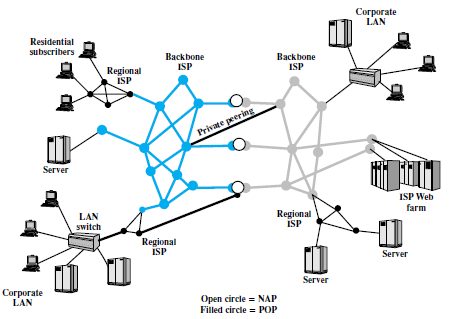 Corporate
LAN
Residential
subscribers
Regional
ISP
Backbone
ISP
Backbone
ISP
Private peering
Server
ISP Web
farm
LAN
switch
Regional
ISP
Regional
ISP
Server
Server
Corporate
LAN
Open circle = NAP
Filled circle = POP